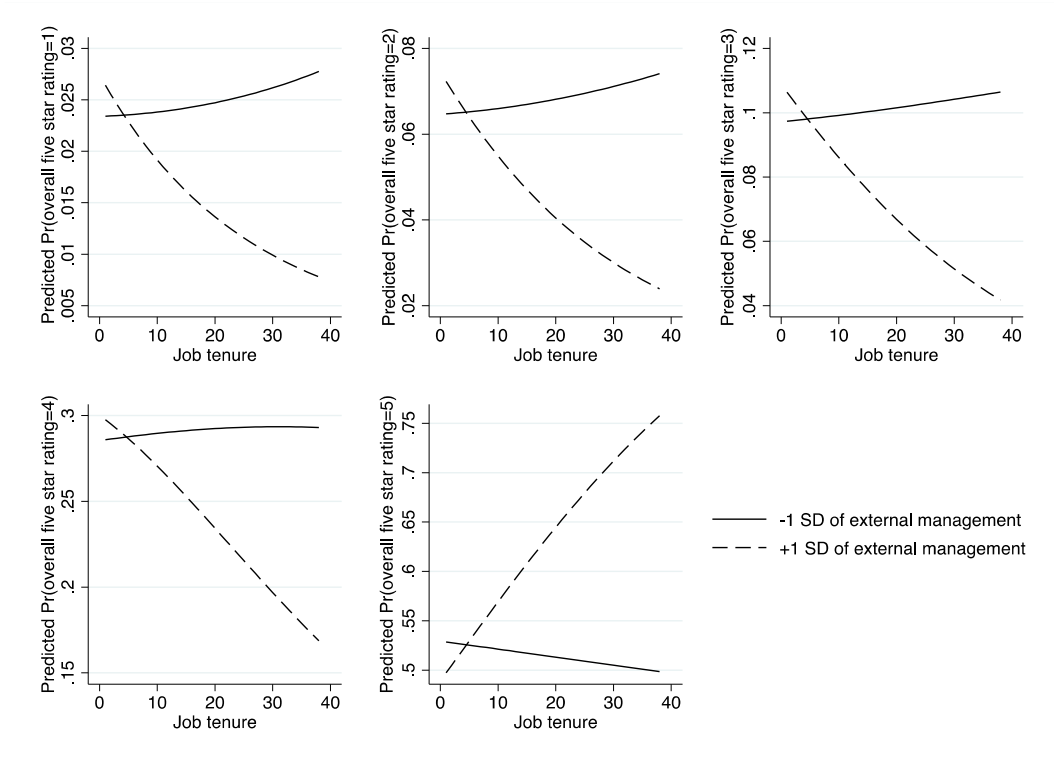 Predicted Pr(overall five star rating=1)
.03
.025
.02
.015
.01
.005
0 10 20 30 40
Job tenure
Predicted Pr(overall five star rating=2)
.08
.06
.04
.02
0 10 20 30 40
Job tenure
Predicted Pr(overall five star rating=3)
.12
.1
.08
.06
.04
0 10 20 30 40
Job tenure
Predicted Pr(overall five star rating=4)
.3
.25
.2
.15
0 10 20 30 40
Job tenure
Predicted Pr(overall five star rating=5)
.75
.7
.65
.6
.55
.5
0 10 20 30 40
Job tenure
-1 SD of external management
+1 SD of external management